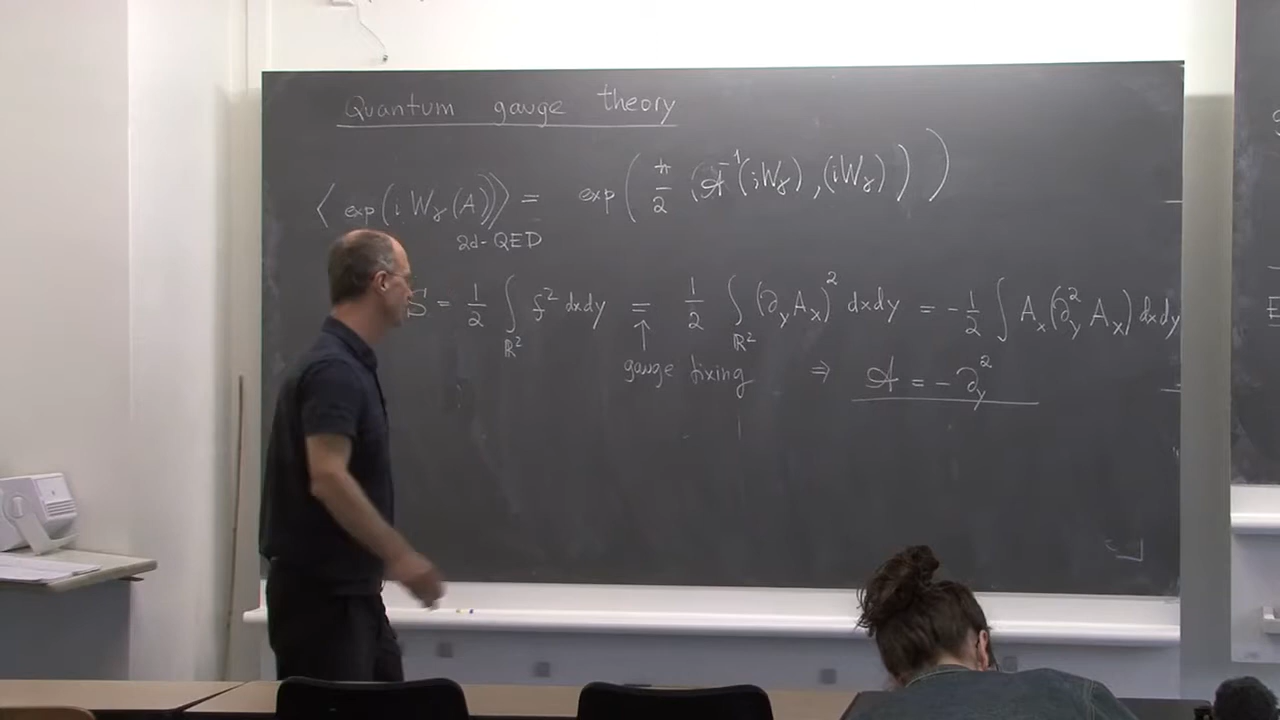 Quantum gauge theory
⟨exp(i W_γ(A))⟩ = exp(ℏ/2 (𝒜⁻¹(iW_γ), (iW_γ)))
2d-QED
S = 1/2 ∫_{ℝ²} f² dxdy = 1/2 ∫_{ℝ²} (∂_y A_x)² dxdy = -1/2 ∫ A_x(∂_y² A_x) dxdy
↑
gauge fixing ⇒ 𝒜 = -∂_y²